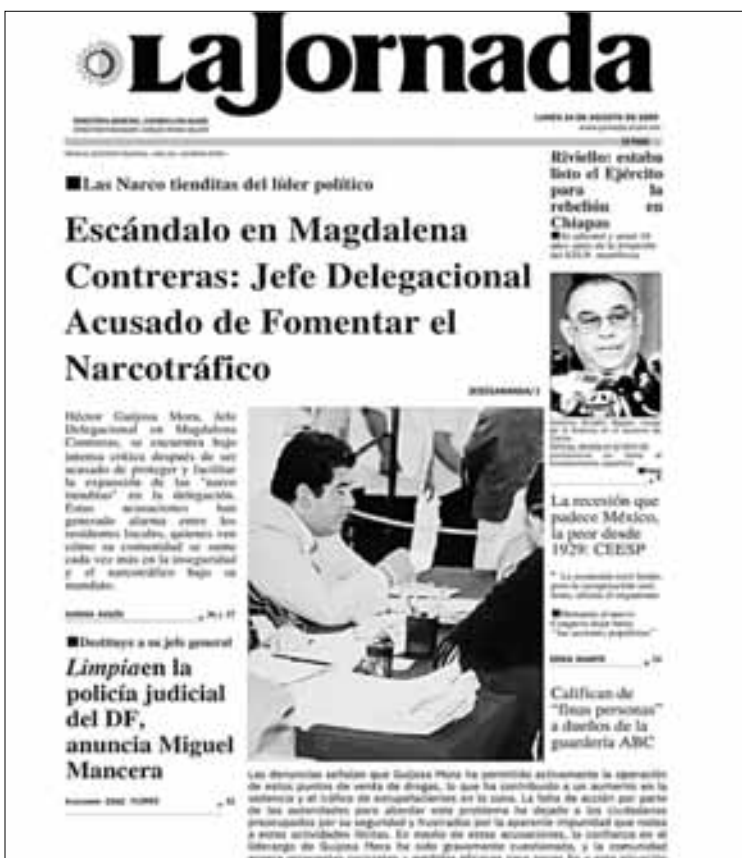 La Jornada
LUNES 24 DE AGOSTO DE 2009
■Las Narco tienditas del líder político
Escándalo en Magdalena
Contreras: Jefe Delegacional
Acusado de Fomentar el
Narcotráfico
Héctor Guijosa Mora, Jefe
Delegacional en Magdalena
Contreras, se encuentra bajo
intensa crítica después de ser
acusado de proteger y facilitar
la expansión de las "narco
tienditas" en la delegación.
Estas acusaciones han
generado alarma entre los
residentes locales, quienes ven
cómo su comunidad se sume
cada vez más en la inseguridad
y el narcotráfico bajo su
mandato.
■Destituye a su jefe general
Limpiaen la
policía judicial
del DF,
anuncia Miguel
Mancera
Riviello: estaba
listo el Ejército
para la
rebelión en
Chiapas
La recesión que
padece México,
la peor desde
1929: CEESP
Califican de
"finas personas"
a dueños de la
guardería ABC
Las denuncias señalan que Guijosa Mora ha permitido activamente la operación
de estos puntos de venta de drogas, lo que ha contribuido a un aumento en la
violencia y el tráfico de estupefacientes en la zona. La falta de acción por parte
de las autoridades para abordar este problema ha dejado a los ciudadanos
preocupados por su seguridad y frustrados por la aparente impunidad que rodea
a estas actividades ilícitas. En medio de estas acusaciones, la confianza en el
liderazgo de Guijosa Mora ha sido gravemente cuestionada, y la comunidad